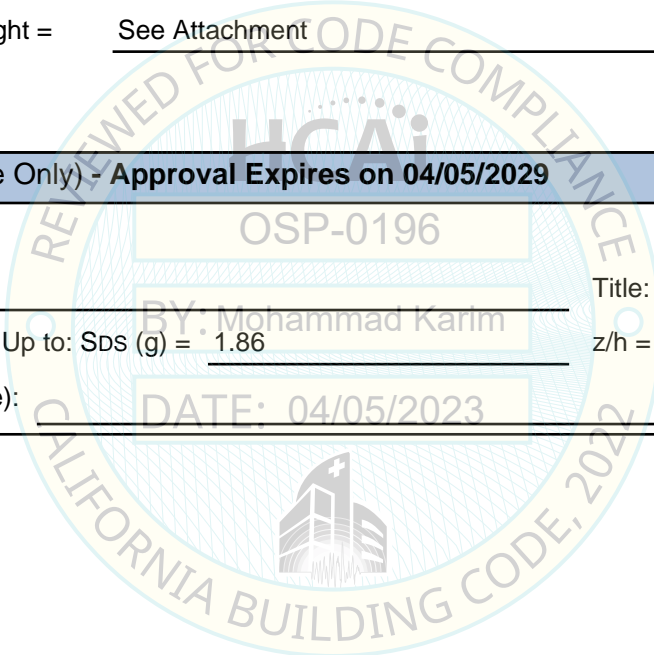 ght = See Attachment
REVIEWED FOR CODE COMPLIANCE
HCAi
e Only) - Approval Expires on 04/05/2029
OSP-0196
Title:
BY: Mohammad Karim
Up to: SDS (g) = 1.86 z/h =
e):
DATE: 04/05/2023
CALIFORNIA BUILDING CODE, 2022